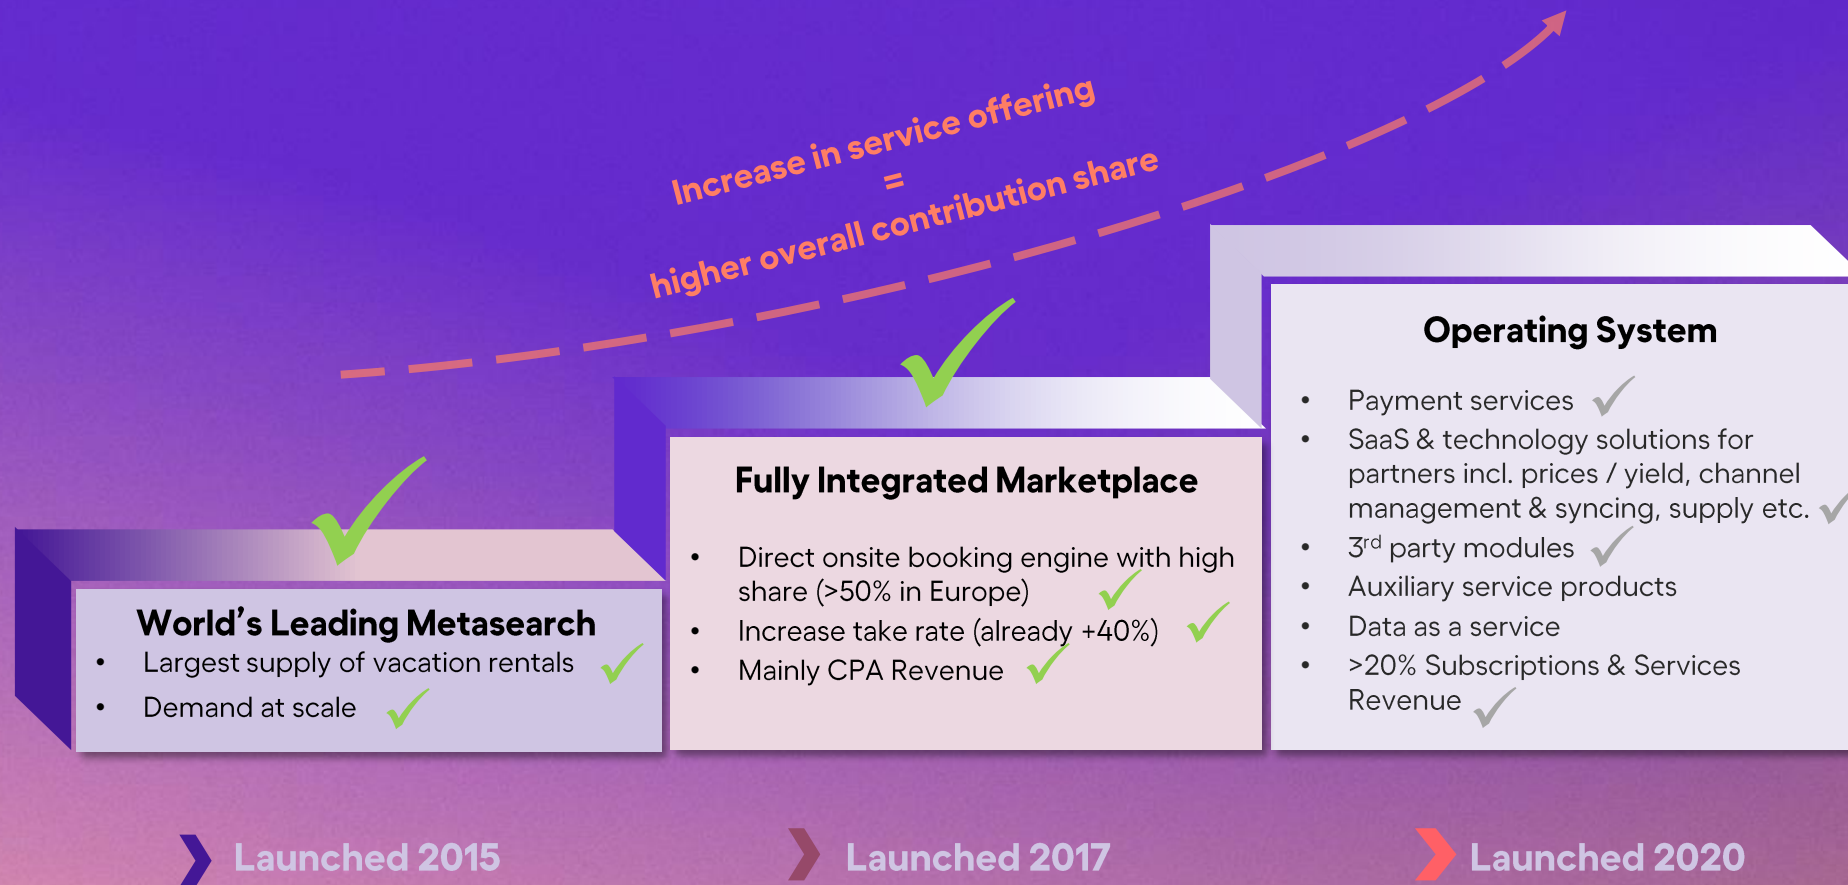 Increase in service offering
=
higher overall contribution share
World's Leading Metasearch
• Largest supply of vacation rentals
• Demand at scale
Fully Integrated Marketplace
• Direct onsite booking engine with high
share (>50% in Europe)
• Increase take rate (already +40%)
• Mainly CPA Revenue
Operating System
• Payment services
• SaaS & technology solutions for
partners incl. prices / yield, channel
management & syncing, supply etc.
• 3rd party modules
• Auxiliary service products
• Data as a service
• >20% Subscriptions & Services
Revenue
Launched 2015
Launched 2017
Launched 2020